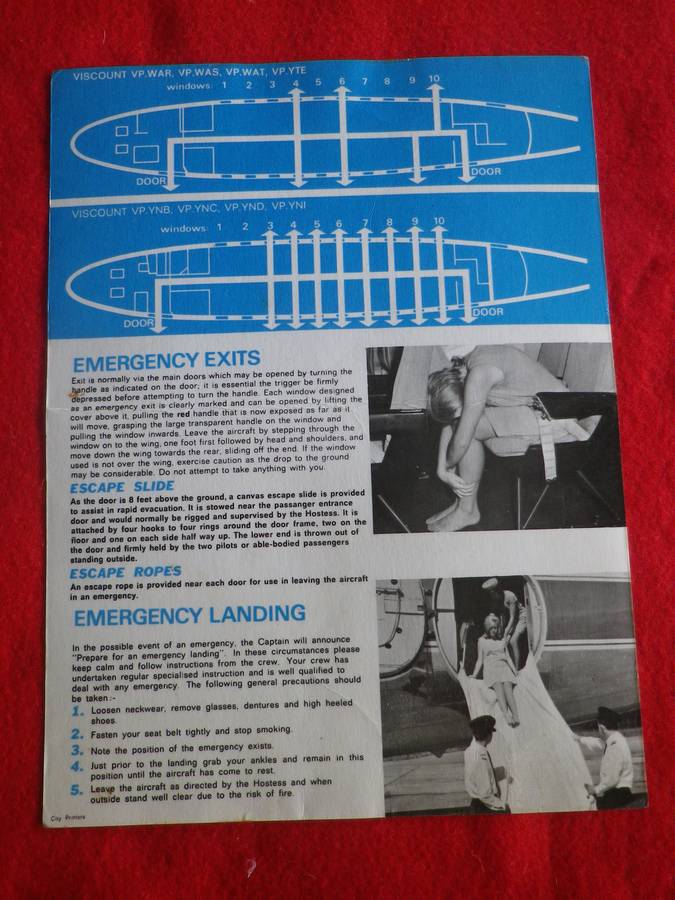 VISCOUNT VP.WAR, VP.WAS, VP.WAT, VP.YTE
windows: 1 2 3 4 5 6 7 8 9 10
DOOR
DOOR
VISCOUNT VP.YNB, VP.YNC, VP.YND, VP.YNI
windows: 1 2 3 4 5 6 7 8 9 10
DOOR
DOOR
EMERGENCY EXITS
Exit is normally via the main doors which may be opened by turning the
handle as indicated on the door; it is essential the trigger be firmly
depressed before attempting to turn the handle. Each window designed
as an emergency exit is clearly marked and can be opened by lifting the
cover above it, pulling the red handle that is now exposed as far as it
will move, grasping the large transparent handle on the window and
pulling the window inwards. Leave the aircraft by stepping through the
window on to the wing, one foot first followed by head and shoulders, and
move down the wing towards the rear, sliding off the end. If the window
used is not over the wing, exercise caution as the drop to the ground
may be considerable. Do not attempt to take anything with you.
ESCAPE SLIDE
As the door is 8 feet above the ground, a canvas escape slide is provided
to assist in rapid evacuation. It is stowed near the passenger entrance
door and would normally be rigged and supervised by the Hostess. It is
attached by four hooks to four rings around the door frame, two on the
floor and one on each side half way up. The lower end is thrown out of
the door and firmly held by the two pilots or able-bodied passengers
standing outside.
ESCAPE ROPES
An escape rope is provided near each door for use in leaving the aircraft
in an emergency.
EMERGENCY LANDING
In the possible event of an emergency, the Captain will announce
"Prepare for an emergency landing". In these circumstances please
keep calm and follow instructions from the crew. Your crew has
undertaken regular specialised instruction and is well qualified to
deal with any emergency. The following general precautions should
be taken:-
1. Loosen neckwear, remove glasses, dentures and high heeled
shoes.
2. Fasten your seat belt tightly and stop smoking.
3. Note the position of the emergency exists.
4. Just prior to the landing grab your ankles and remain in this
position until the aircraft has come to rest.
5. Leave the aircraft as directed by the Hostess and when
outside stand well clear due to the risk of fire.
City Printers